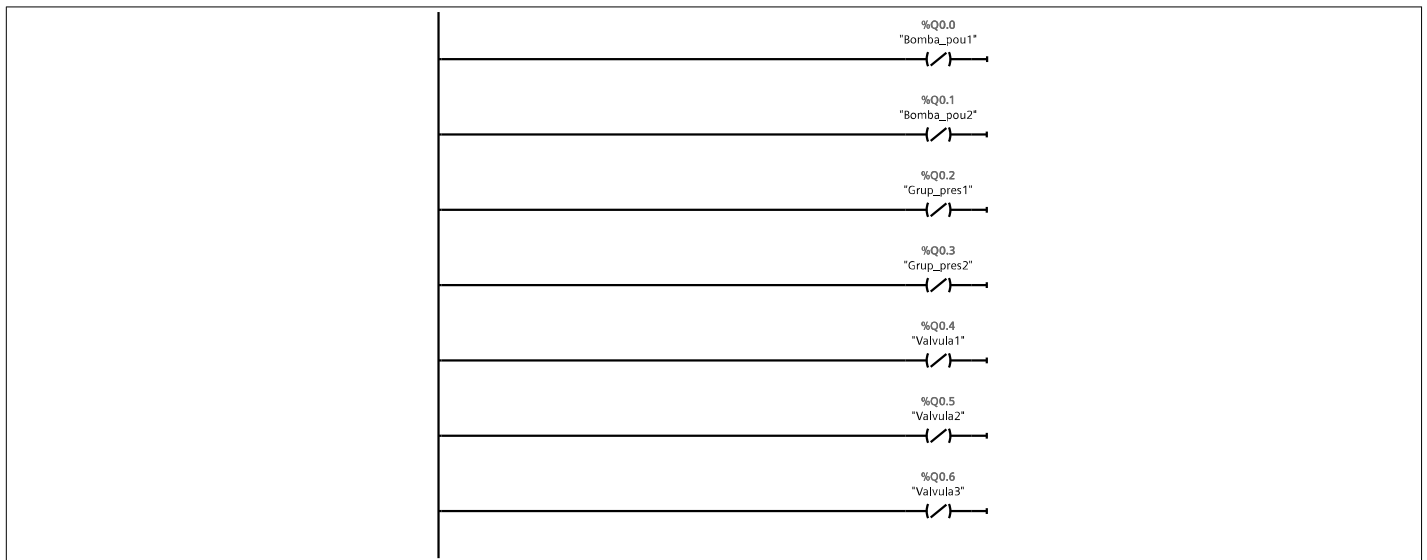 %Q0.0
"Bomba_pou1"
%Q0.1
"Bomba_pou2"
%Q0.2
"Grup_pres1"
%Q0.3
"Grup_pres2"
%Q0.4
"Valvula1"
%Q0.5
"Valvula2"
%Q0.6
"Valvula3"